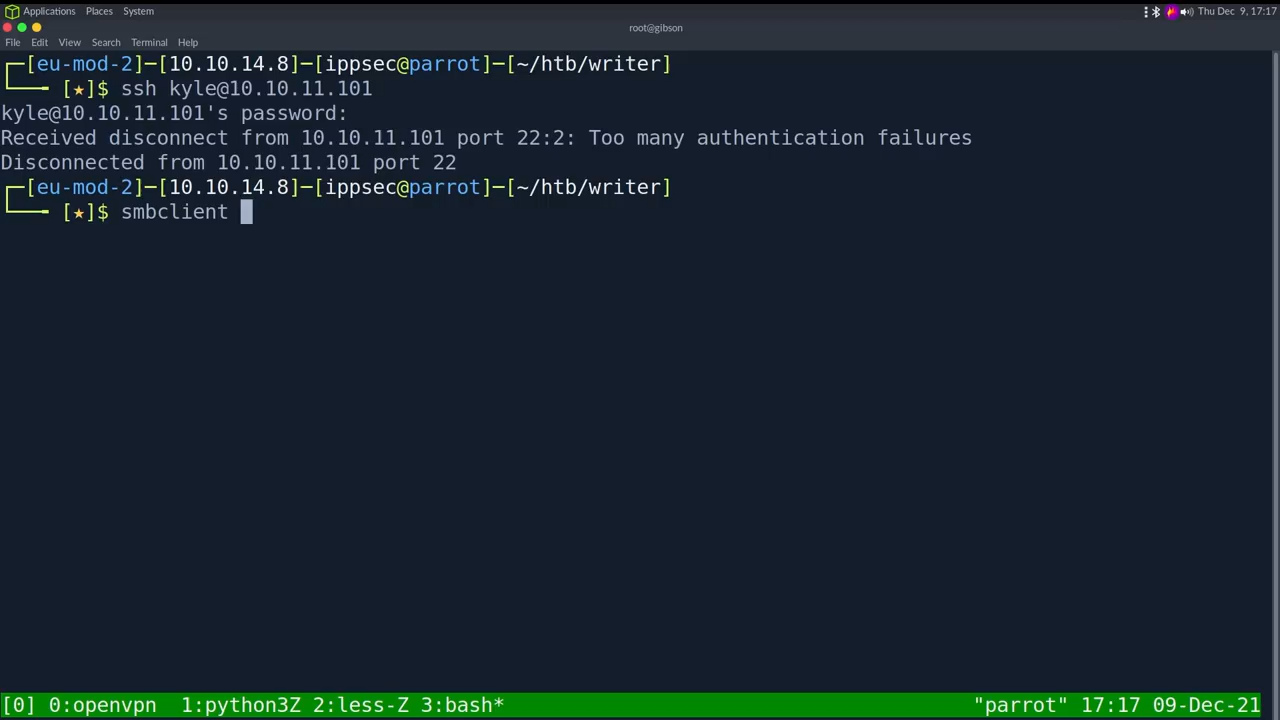 Applications Places System Thu Dec 9, 17:17
root@gibson
File Edit View Search Terminal Help
┌─[eu-mod-2]─[10.10.14.8]─[ippsec@parrot]─[~/htb/writer]
└──╼ [★]$ ssh kyle@10.10.11.101
kyle@10.10.11.101's password:
Received disconnect from 10.10.11.101 port 22:2: Too many authentication failures
Disconnected from 10.10.11.101 port 22
┌─[eu-mod-2]─[10.10.14.8]─[ippsec@parrot]─[~/htb/writer]
└──╼ [★]$ smbclient
[0] 0:openvpn 1:python3Z 2:less-Z 3:bash* "parrot" 17:17 09-Dec-21